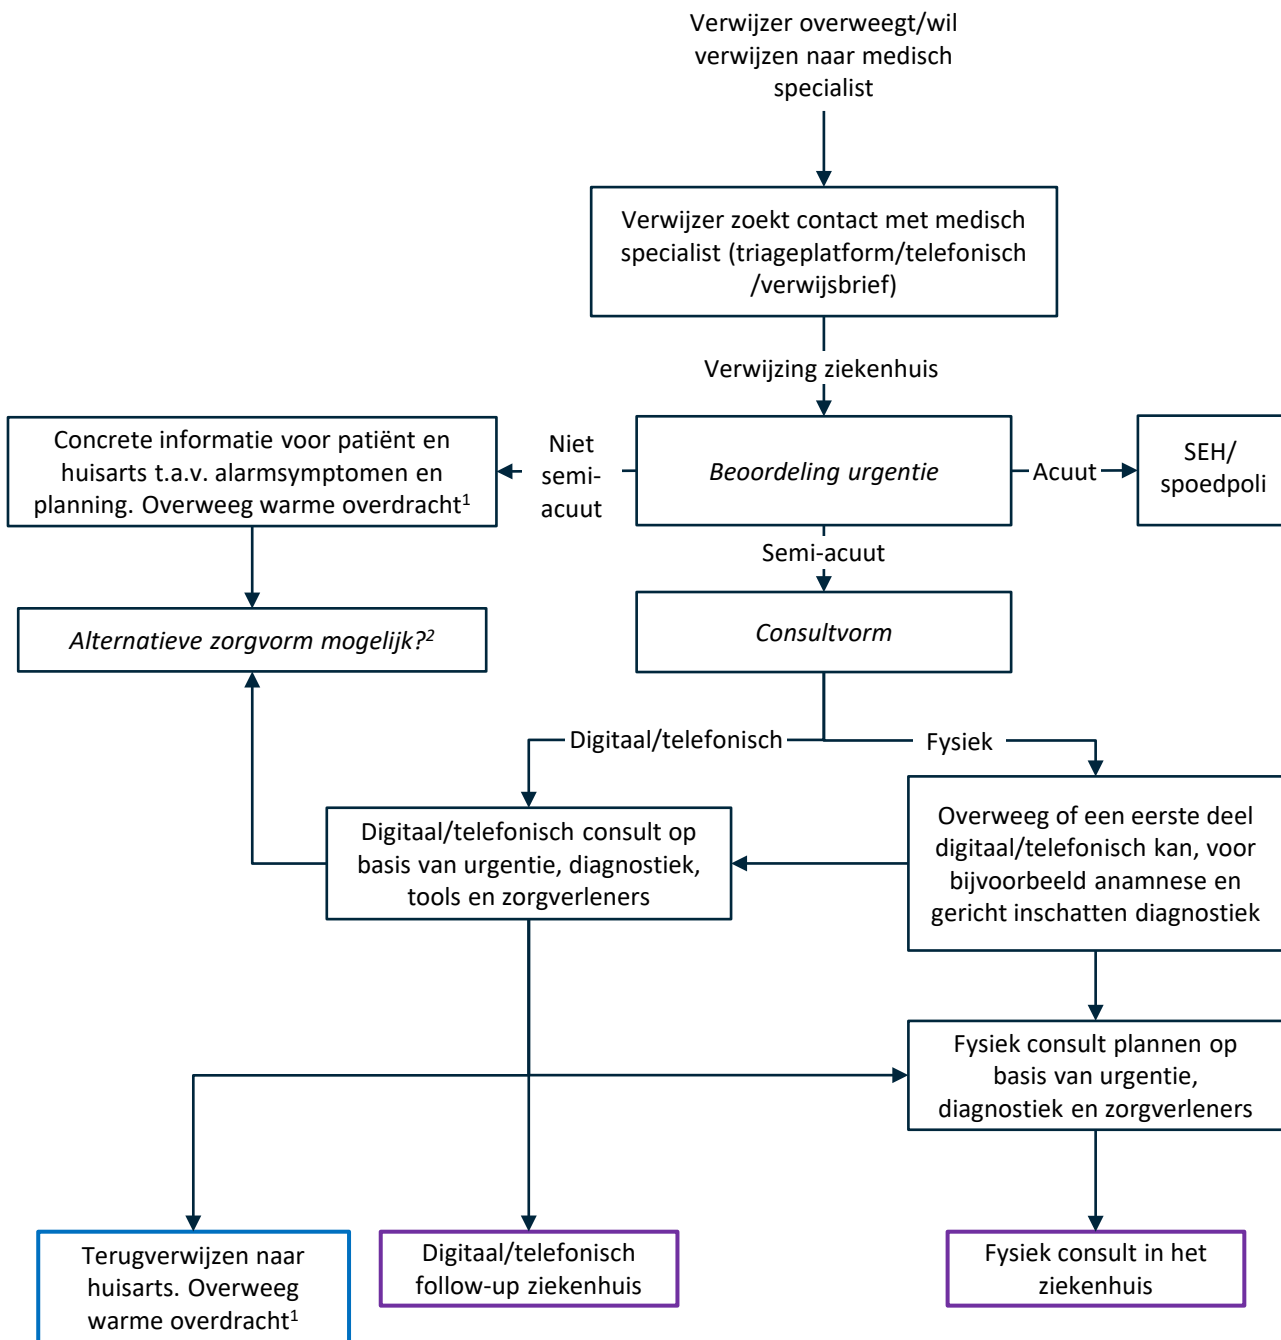 Verwijzer overweegt/wil
verwijzen naar medisch
specialist
Verwijzer zoekt contact met medisch
specialist (triageplatform/telefonisch
/verwijsbrief)
Verwijzing ziekenhuis
Concrete informatie voor patiënt en
huisarts t.a.v. alarmsymptomen en
planning. Overweeg warme overdracht¹
Niet
semi-
acuut
Beoordeling urgentie
Acuut
SEH/
spoedpoli
Semi-acuut
Alternatieve zorgvorm mogelijk?²
Consultvorm
Digitaal/telefonisch
Fysiek
Digitaal/telefonisch consult op
basis van urgentie, diagnostiek,
tools en zorgverleners
Overweeg of een eerste deel
digitaal/telefonisch kan, voor
bijvoorbeeld anamnese en
gericht inschatten diagnostiek
Fysiek consult plannen op
basis van urgentie,
diagnostiek en zorgverleners
Terugverwijzen naar
huisarts. Overweeg
warme overdracht¹
Digitaal/telefonisch
follow-up ziekenhuis
Fysiek consult in het
ziekenhuis